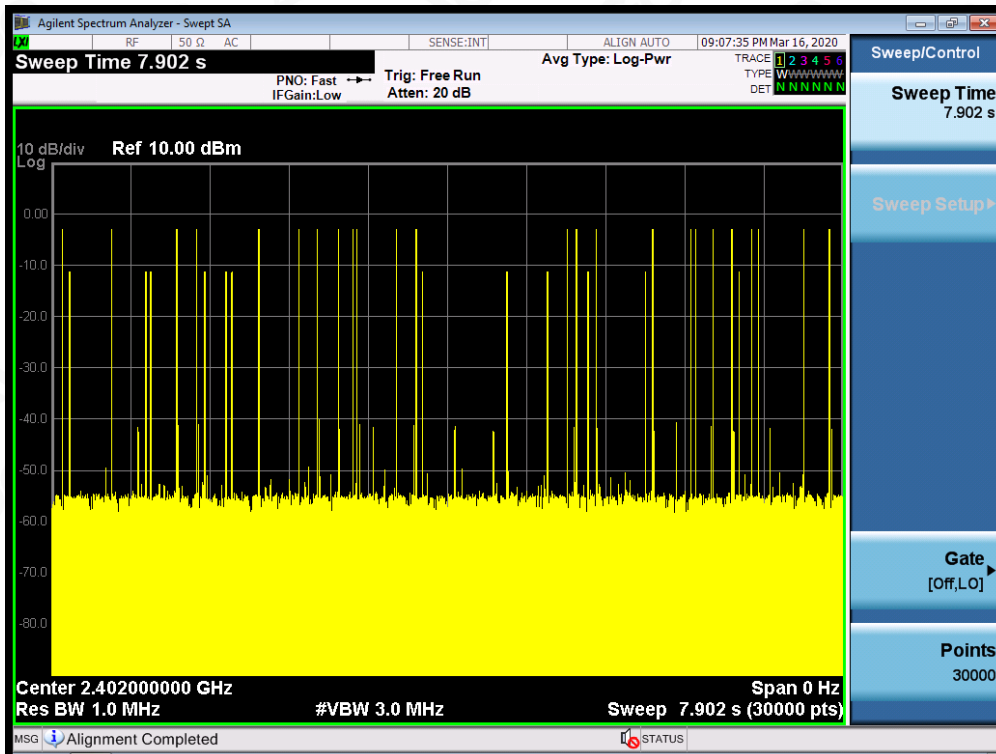 Agilent Spectrum Analyzer - Swept SA
LXI RF 50 Ω AC SENSE:INT ALIGN AUTO 09:07:35 PM Mar 16, 2020
Sweep Time 7.902 s
PNO: Fast
IFGain:Low
Trig: Free Run
Atten: 20 dB
Avg Type: Log-Pwr
TRACE 1 2 3 4 5 6
TYPE WWWWWW
DET N N N N N N
10 dB/div Ref 10.00 dBm
Log
0.00
-10.0
-20.0
-30.0
-40.0
-50.0
-60.0
-70.0
-80.0
Center 2.402000000 GHz Span 0 Hz
Res BW 1.0 MHz #VBW 3.0 MHz Sweep 7.902 s (30000 pts)
MSG Alignment Completed STATUS
Sweep/Control
Sweep Time
7.902 s
Sweep Setup
Gate
[Off,LO]
Points
30000